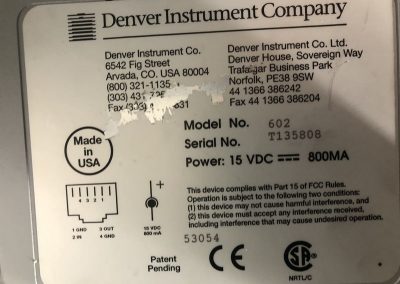 Denver Instrument Company
Denver Instrument Co.
6542 Fig Street
Arvada, CO. USA 80004
(800) 321-1135
(303) 431
Fax (303)
Denver Instrument Co. Ltd.
Denver House, Sovereign Way
Trafalgar Business Park
Norfolk, PE38 9SW
44 1366 386242
Fax 44 1366 386204
Model No. 602
Serial No. T135808
Power: 15 VDC 800MA
Made
in
USA
4 3 2 1
1 GND 3 OUT
2 IN 4 GND
15 VDC
800 mA
This device complies with Part 15 of FCC Rules.
Operation is subject to the following two conditions:
(1) this device may not cause harmful interference, and
(2) this device must accept any interference received,
including interference that may cause undesired operation.
53054
Patent
Pending
CE
SA
NRTL/C